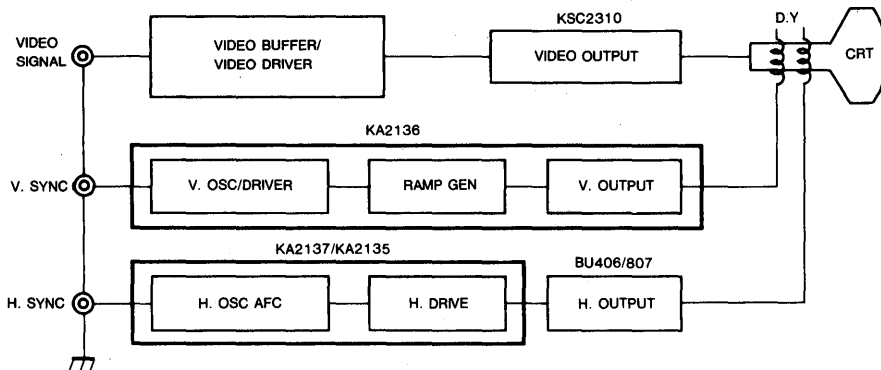 KSC2310
D.Y
VIDEO
SIGNAL
VIDEO BUFFER/
VIDEO DRIVER
VIDEO OUTPUT
CRT
KA2136
V. SYNC
V. OSC/DRIVER
RAMP GEN
V. OUTPUT
KA2137/KA2135
BU406/807
H. SYNC
H. OSC AFC
H. DRIVE
H. OUTPUT